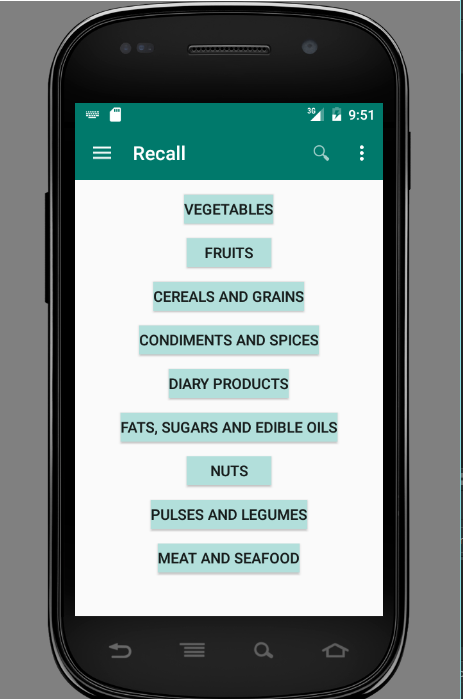 3G 9:51
Recall
VEGETABLES
FRUITS
CEREALS AND GRAINS
CONDIMENTS AND SPICES
DIARY PRODUCTS
FATS, SUGARS AND EDIBLE OILS
NUTS
PULSES AND LEGUMES
MEAT AND SEAFOOD